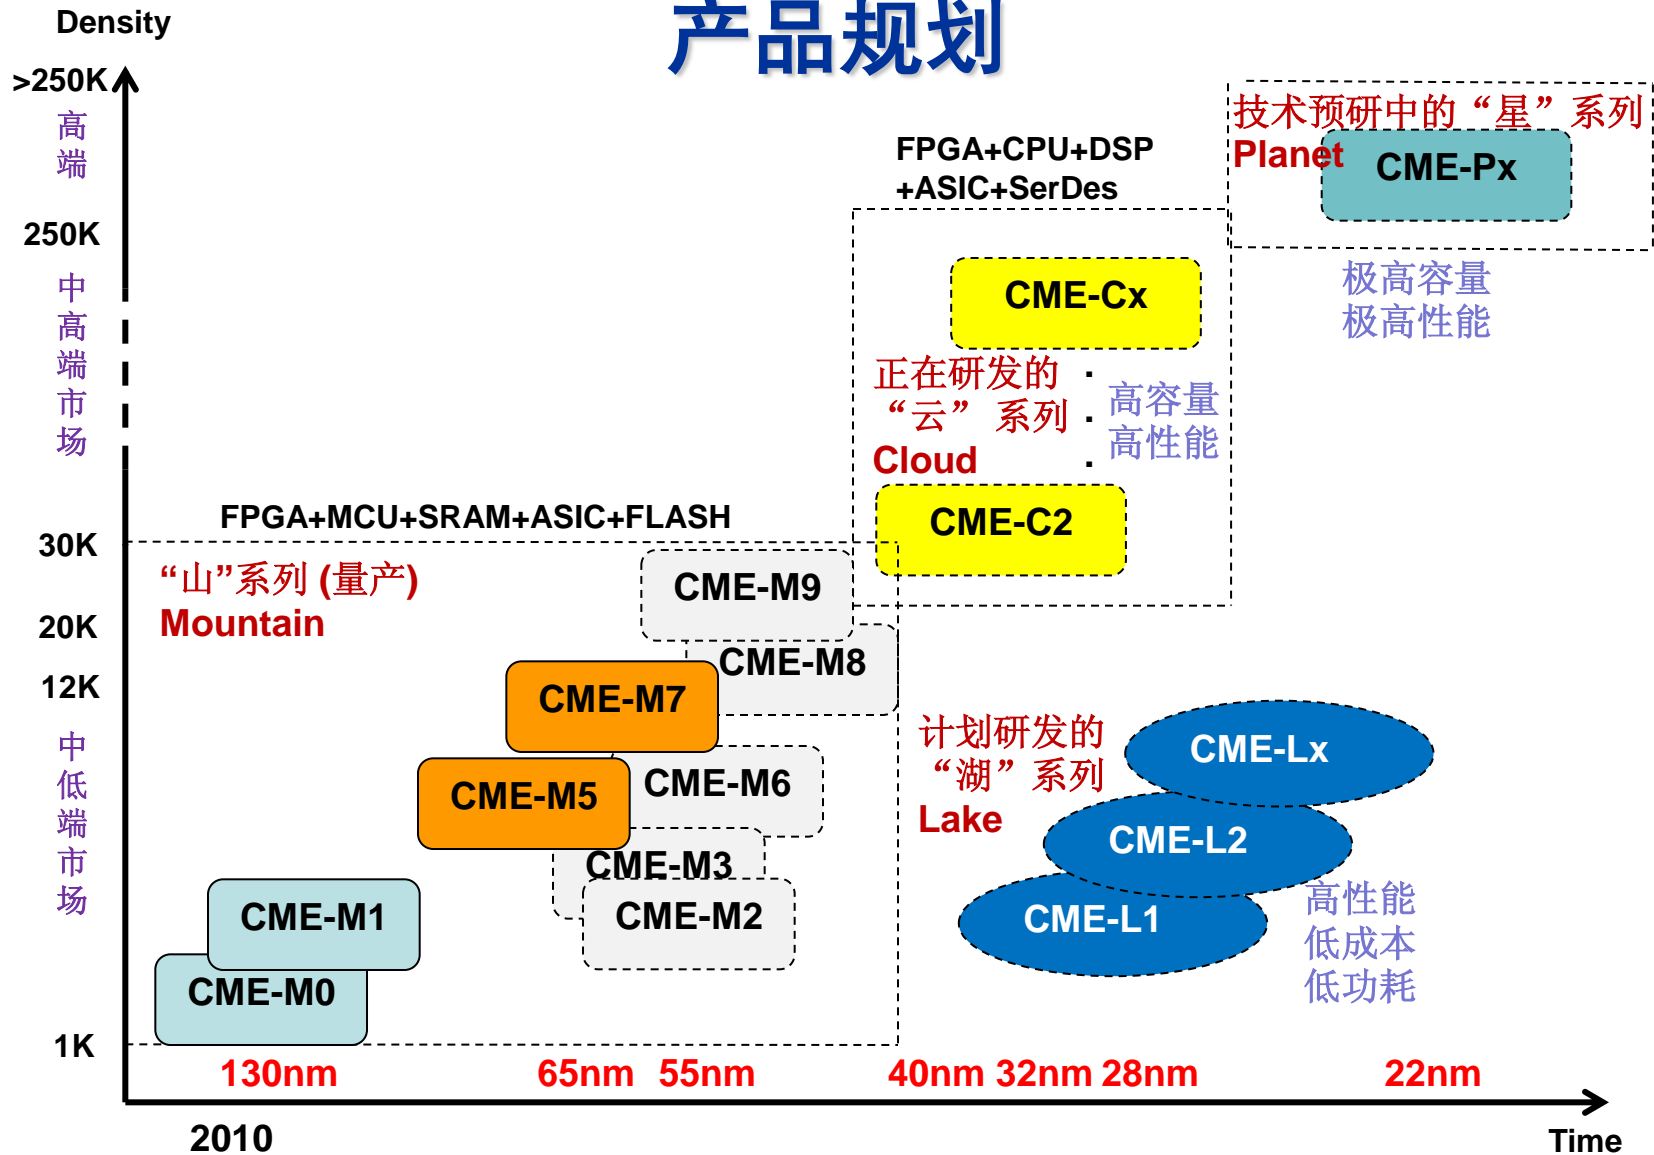 产品规划
Density
>250K
高端
250K
中高端市场
30K
20K
12K
中低端市场
1K
技术预研中的“星”系列
Planet
CME-Px
极高容量
极高性能
FPGA+CPU+DSP
+ASIC+SerDes
CME-Cx
正在研发的
“云” 系列
Cloud
高容量
高性能
CME-C2
FPGA+MCU+SRAM+ASIC+FLASH
“山”系列 (量产)
Mountain
CME-M9
CME-M8
CME-M7
CME-M6
CME-M5
CME-M3
CME-M2
CME-M1
CME-M0
计划研发的
“湖”系列
Lake
CME-Lx
CME-L2
CME-L1
高性能
低成本
低功耗
130nm 65nm 55nm 40nm 32nm 28nm 22nm
2010
Time